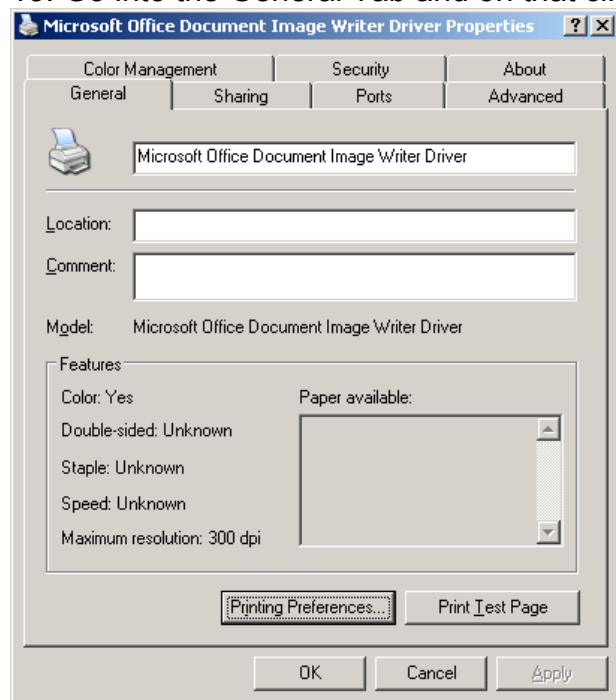 Microsoft Office Document Image Writer Driver Properties
Color Management Security About
General Sharing Ports Advanced
Microsoft Office Document Image Writer Driver
Location:
Comment:
Model: Microsoft Office Document Image Writer Driver
Features
Color: Yes Paper available:
Double-sided: Unknown
Staple: Unknown
Speed: Unknown
Maximum resolution: 300 dpi
Printing Preferences... Print Test Page
OK Cancel Apply